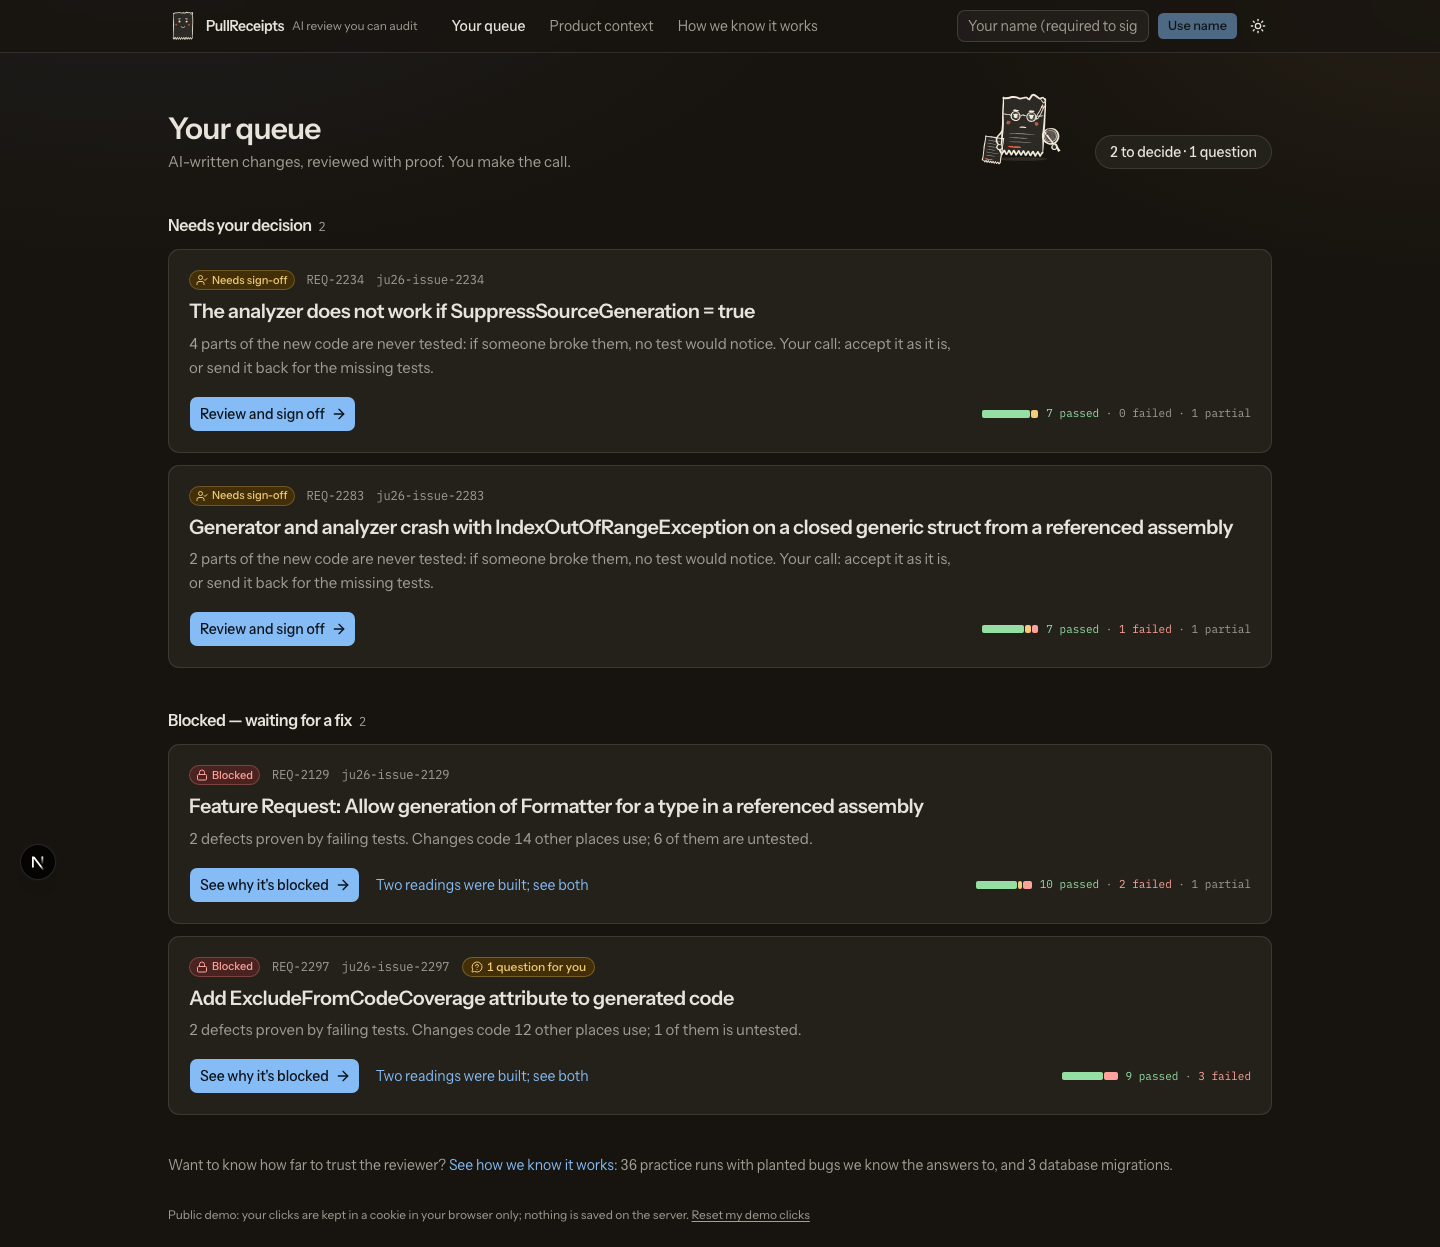 PullReceipts AI review you can audit Your queue Product context How we know it works Your name (required to sig Use name
Your queue
AI-written changes, reviewed with proof. You make the call.
2 to decide · 1 question
Needs your decision 2
Needs sign-off REQ-2234 ju26-issue-2234
The analyzer does not work if SuppressSourceGeneration = true
4 parts of the new code are never tested: if someone broke them, no test would notice. Your call: accept it as it is,
or send it back for the missing tests.
Review and sign off → 7 passed · 0 failed · 1 partial
Needs sign-off REQ-2283 ju26-issue-2283
Generator and analyzer crash with IndexOutOfRangeException on a closed generic struct from a referenced assembly
2 parts of the new code are never tested: if someone broke them, no test would notice. Your call: accept it as it is,
or send it back for the missing tests.
Review and sign off → 7 passed · 1 failed · 1 partial
Blocked — waiting for a fix 2
Blocked REQ-2129 ju26-issue-2129
Feature Request: Allow generation of Formatter for a type in a referenced assembly
2 defects proven by failing tests. Changes code 14 other places use; 6 of them are untested.
See why it's blocked → Two readings were built; see both 10 passed · 2 failed · 1 partial
Blocked REQ-2297 ju26-issue-2297 1 question for you
Add ExcludeFromCodeCoverage attribute to generated code
2 defects proven by failing tests. Changes code 12 other places use; 1 of them is untested.
See why it's blocked → Two readings were built; see both 9 passed · 3 failed
Want to know how far to trust the reviewer? See how we know it works: 36 practice runs with planted bugs we know the answers to, and 3 database migrations.
Public demo: your clicks are kept in a cookie in your browser only; nothing is saved on the server. Reset my demo clicks